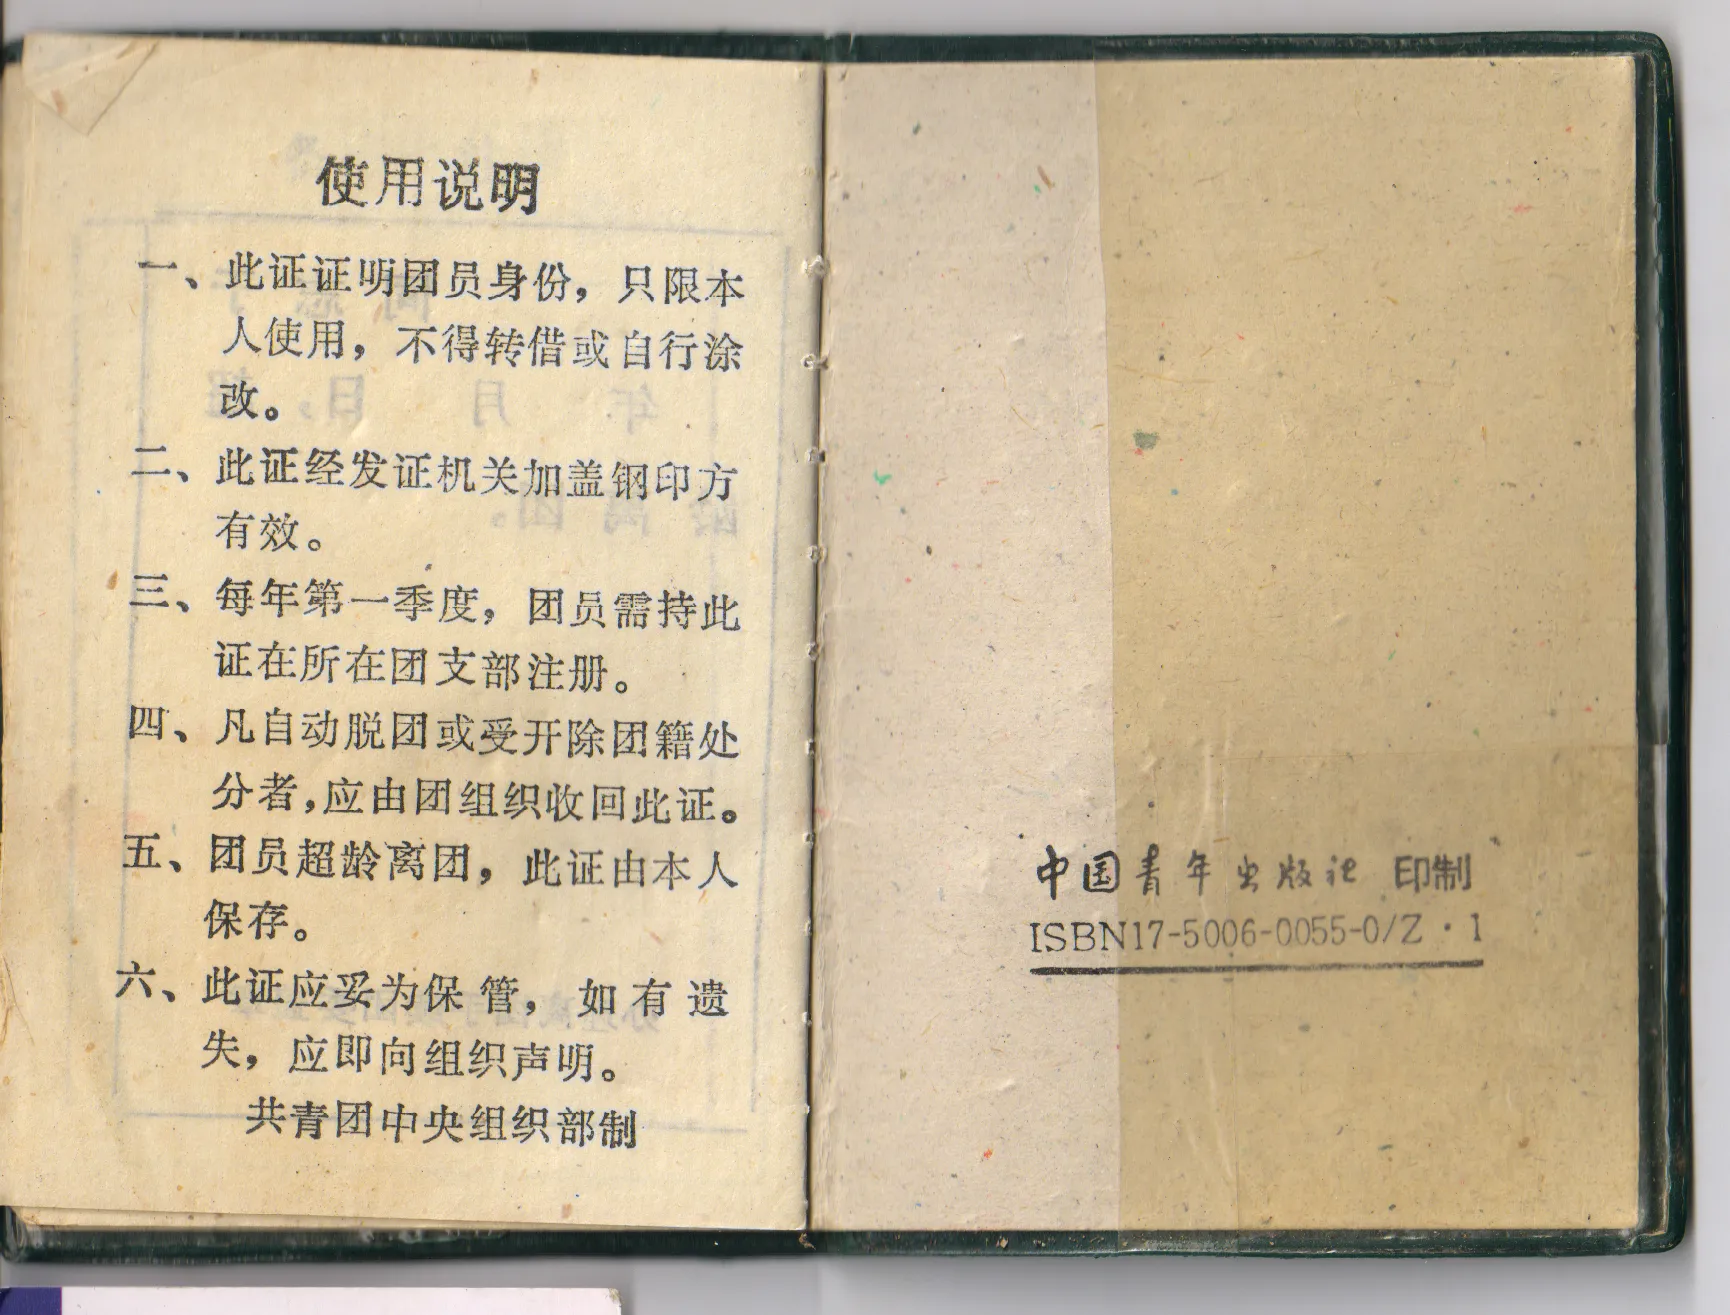 使用说明
一、此证证明团员身份，只限本
人使用，不得转借或自行涂
改。
二、此证经发证机关加盖钢印方
有效。
三、每年第一季度，团员需持此
证在所在团支部注册。
四、凡自动脱团或受开除团籍处
分者，应由团组织收回此证。
五、团员超龄离团，此证由本人
保存。
六、此证应妥为保管，如有遗
失，应即向组织声明。
共青团中央组织部制
中国青年出版社 印制
ISBN17-5006-0055-0/Z·1